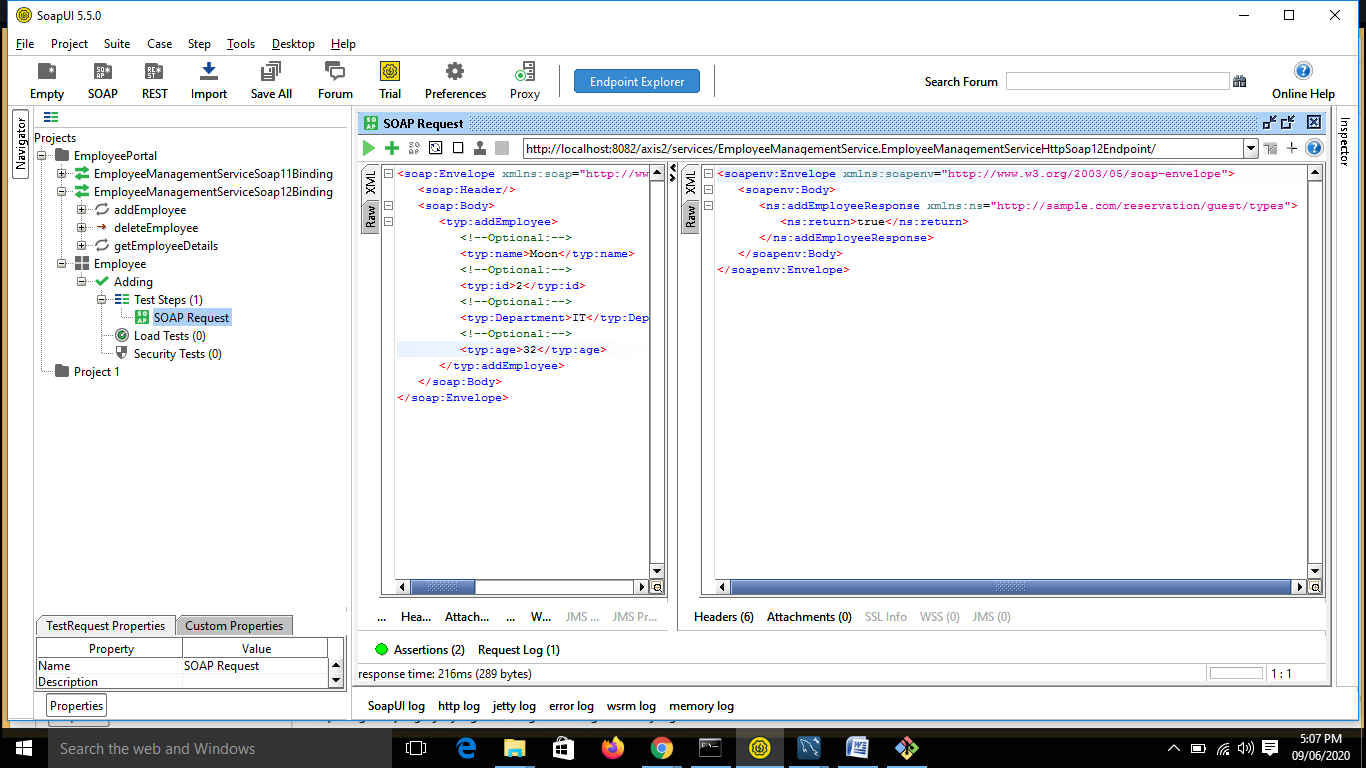 SoapUI 5.5.0
File Project Suite Case Step Tools Desktop Help
Empty SOAP REST Import Save All Forum Trial Preferences Proxy Endpoint Explorer Search Forum Online Help
Navigator
Projects
EmployeePortal
EmployeeManagementServiceSoap11Binding
EmployeeManagementServiceSoap12Binding
addEmployee
deleteEmployee
getEmployeeDetails
Employee
Adding
Test Steps (1)
SOAP Request
Load Tests (0)
Security Tests (0)
Project 1
TestRequest Properties Custom Properties
Property Value
Name SOAP Request
Description
Properties
SOAP Request
http://localhost:8082/axis2/services/EmployeeManagementService.EmployeeManagementServiceHttpSoap12Endpoint/
XML
Raw
<soap:Envelope xmlns:soap="http://ww
<soap:Header/>
<soap:Body>
<typ:addEmployee>
<!--Optional:-->
<typ:name>Moon</typ:name>
<!--Optional:-->
<typ:id>2</typ:id>
<!--Optional:-->
<typ:Department>IT</typ:Dep
<!--Optional:-->
<typ:age>32</typ:age>
</typ:addEmployee>
</soap:Body>
</soap:Envelope>
... Hea... Attach... ... W... JMS ... JMS Pr...
XML
Raw
<soapenv:Envelope xmlns:soapenv="http://www.w3.org/2003/05/soap-envelope">
<soapenv:Body>
<ns:addEmployeeResponse xmlns:ns="http://sample.com/reservation/guest/types">
<ns:return>true</ns:return>
</ns:addEmployeeResponse>
</soapenv:Body>
</soapenv:Envelope>
Headers (6) Attachments (0) SSL Info WSS (0) JMS (0)
Assertions (2) Request Log (1)
response time: 216ms (289 bytes) 1 : 1
Inspector
SoapUI log http log jetty log error log wsrm log memory log
Search the web and Windows
5:07 PM
09/06/2020